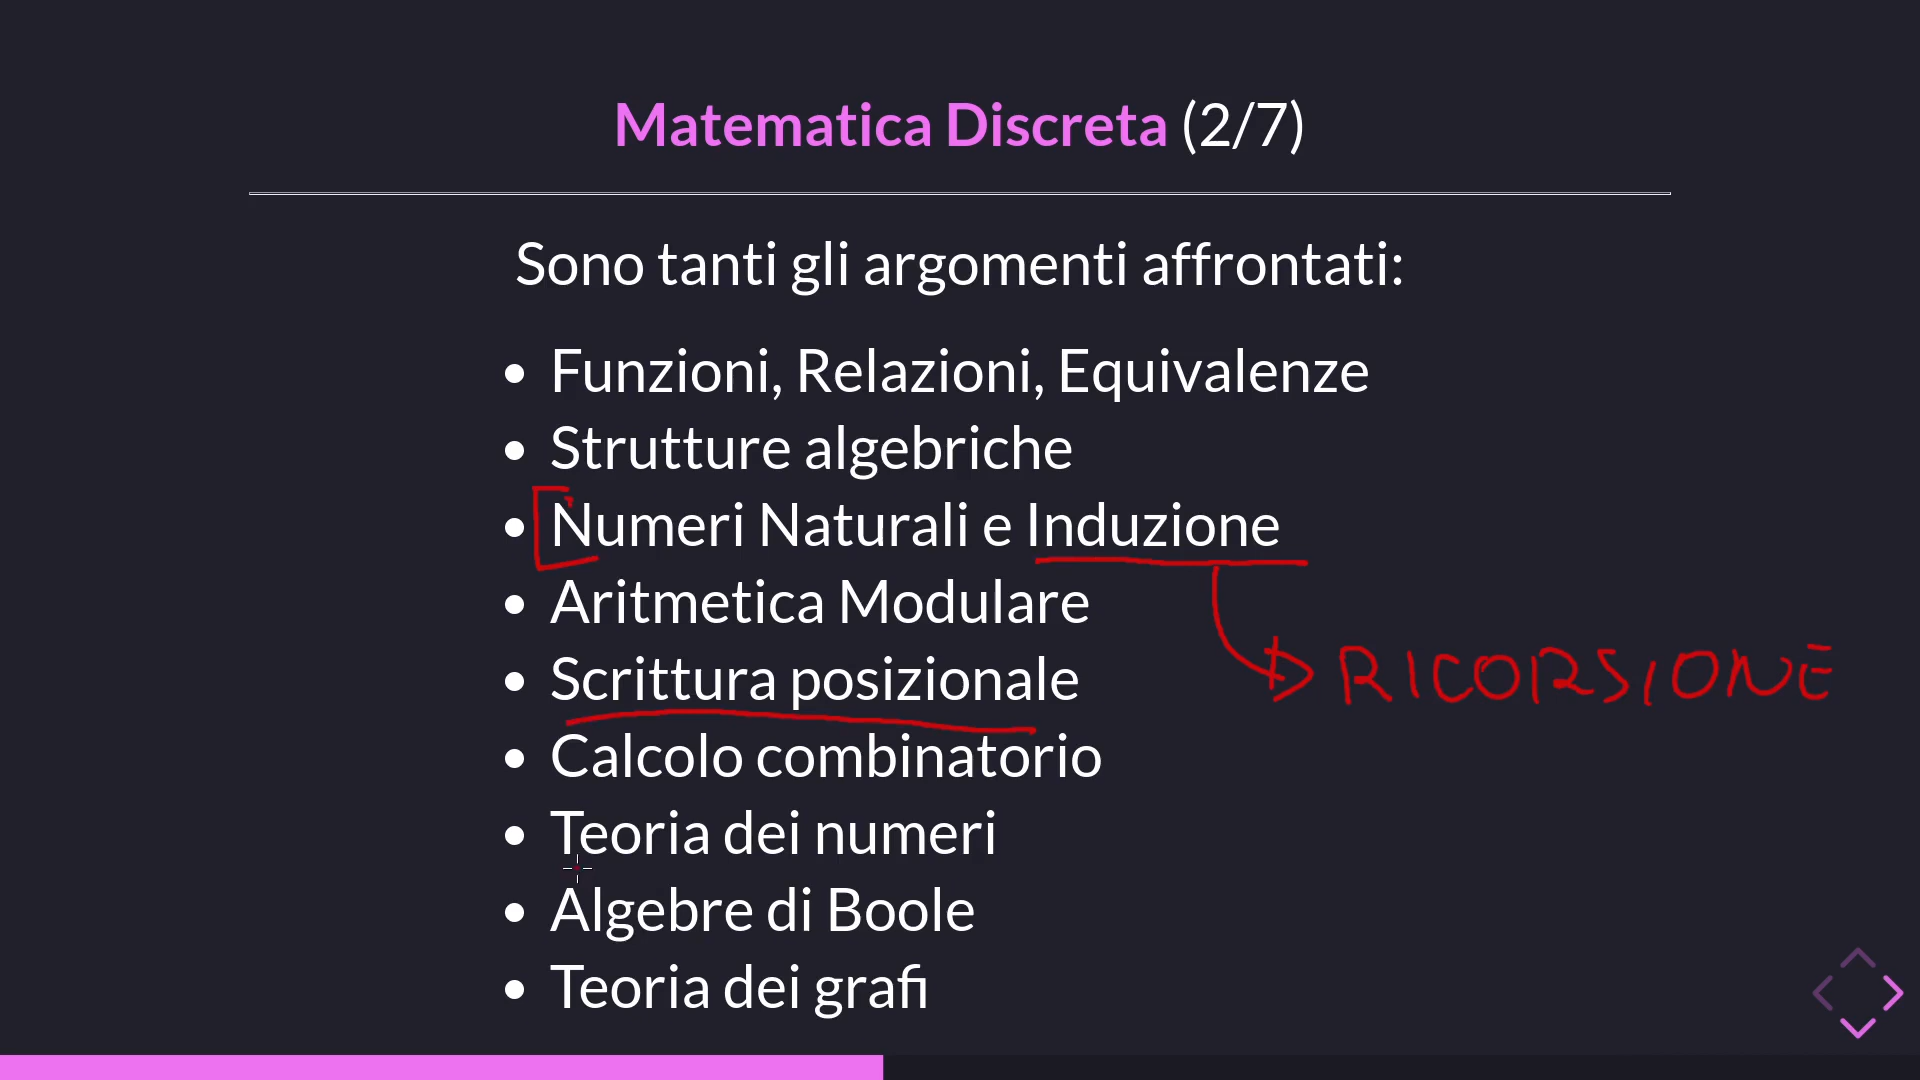 Matematica Discreta (2/7)
Sono tanti gli argomenti affrontati:
• Funzioni, Relazioni, Equivalenze
• Strutture algebriche
• Numeri Naturali e Induzione
• Aritmetica Modulare
RICORSIONE
• Scrittura posizionale
• Calcolo combinatorio
• Teoria dei numeri
• Algebre di Boole
• Teoria dei grafi